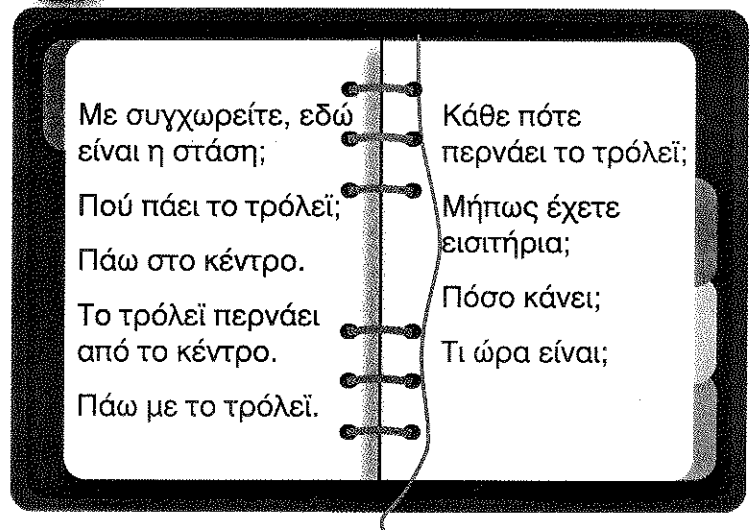 Με συγχωρείτε, εδώ
είναι η στάση;
Πού πάει το τρόλεϊ;
Πάω στο κέντρο.
Το τρόλεϊ περνάει
από το κέντρο.
Πάω με το τρόλεϊ.
Κάθε πότε
περνάει το τρόλεϊ;
Μήπως έχετε
εισιτήρια;
Πόσο κάνει;
Τι ώρα είναι;